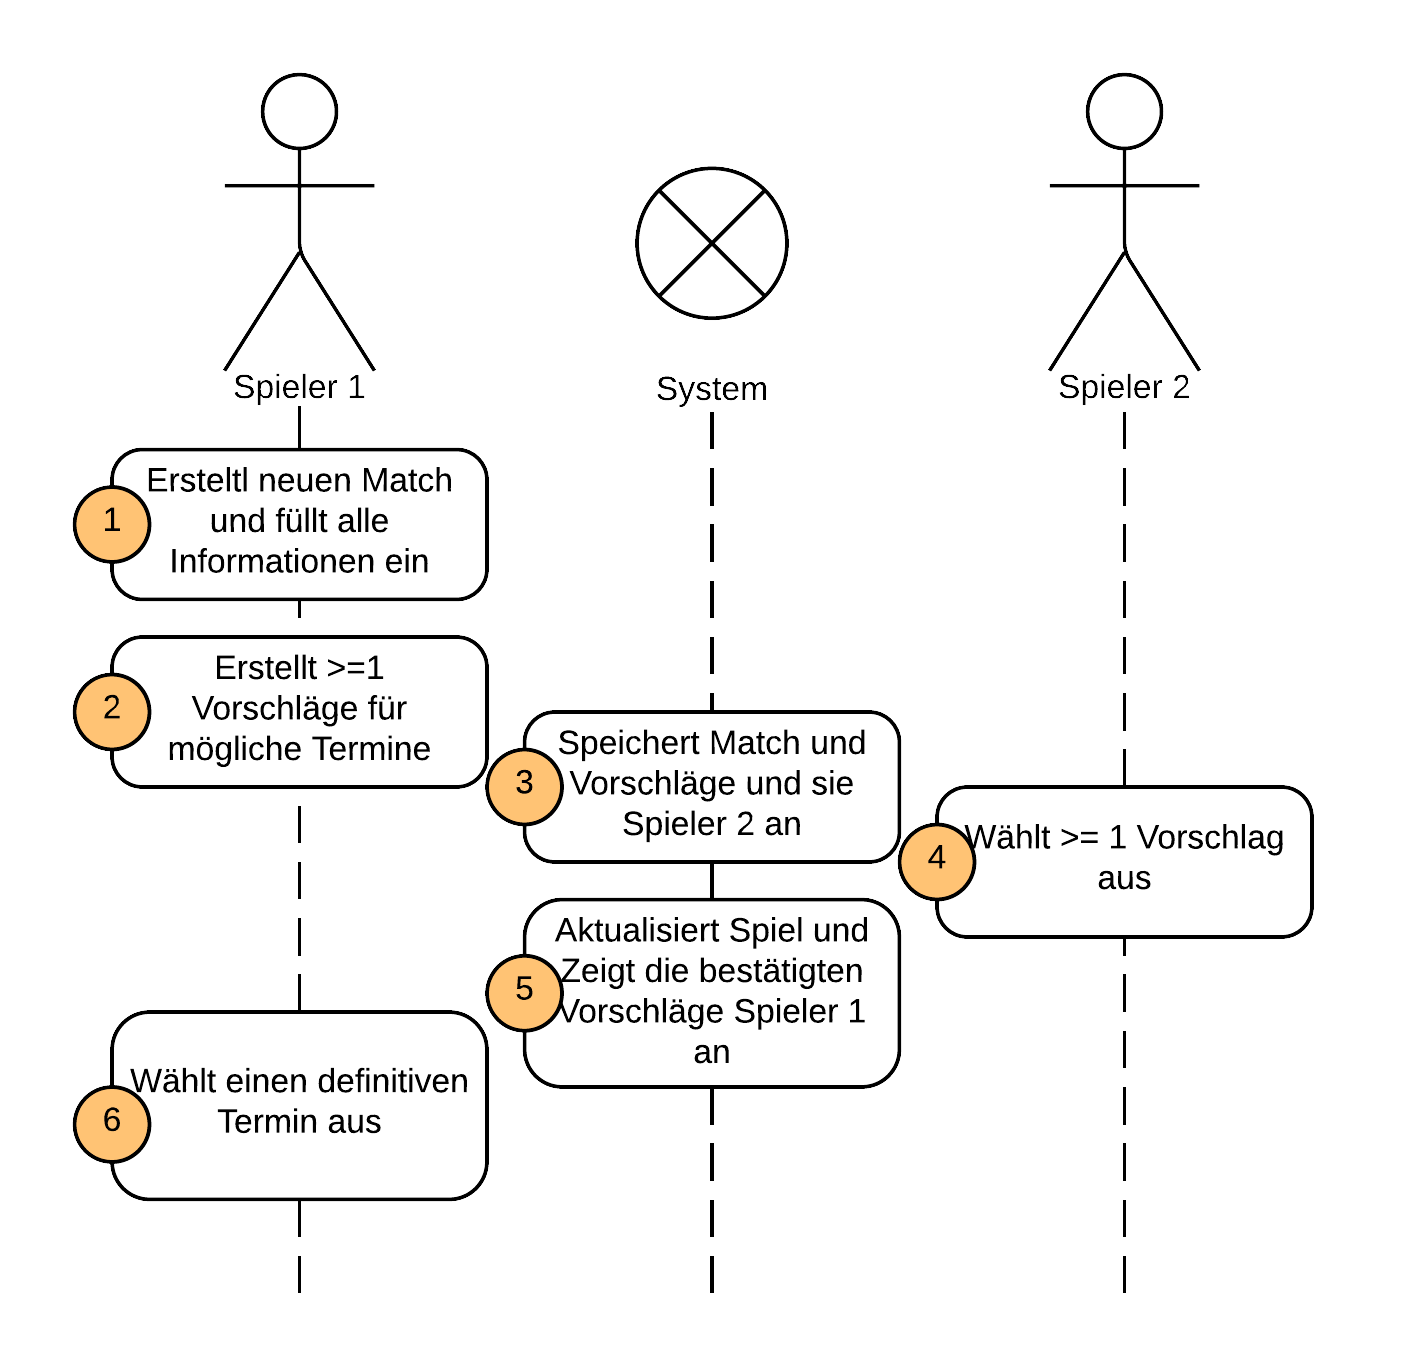 Spieler 1
System
Spieler 2
1
Ersteltl neuen Match
und füllt alle
Informationen ein
2
Erstellt >=1
Vorschläge für
mögliche Termine
3
Speichert Match und
Vorschläge und sie
Spieler 2 an
4
Wählt >= 1 Vorschlag
aus
5
Aktualisiert Spiel und
Zeigt die bestätigten
Vorschläge Spieler 1
an
6
Wählt einen definitiven
Termin aus